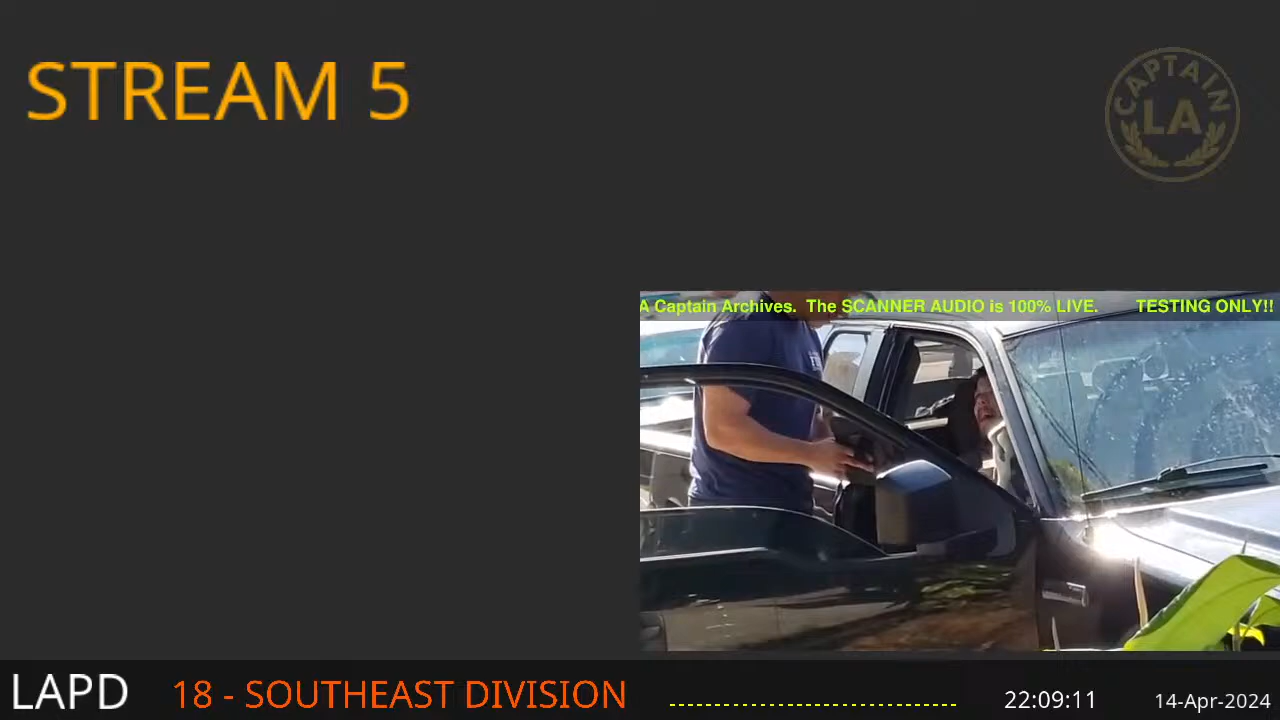 STREAM 5
CAPTAIN
LA
A Captain Archives. The SCANNER AUDIO is 100% LIVE. TESTING ONLY!!
LAPD 18 - SOUTHEAST DIVISION 22:09:11 14-Apr-2024